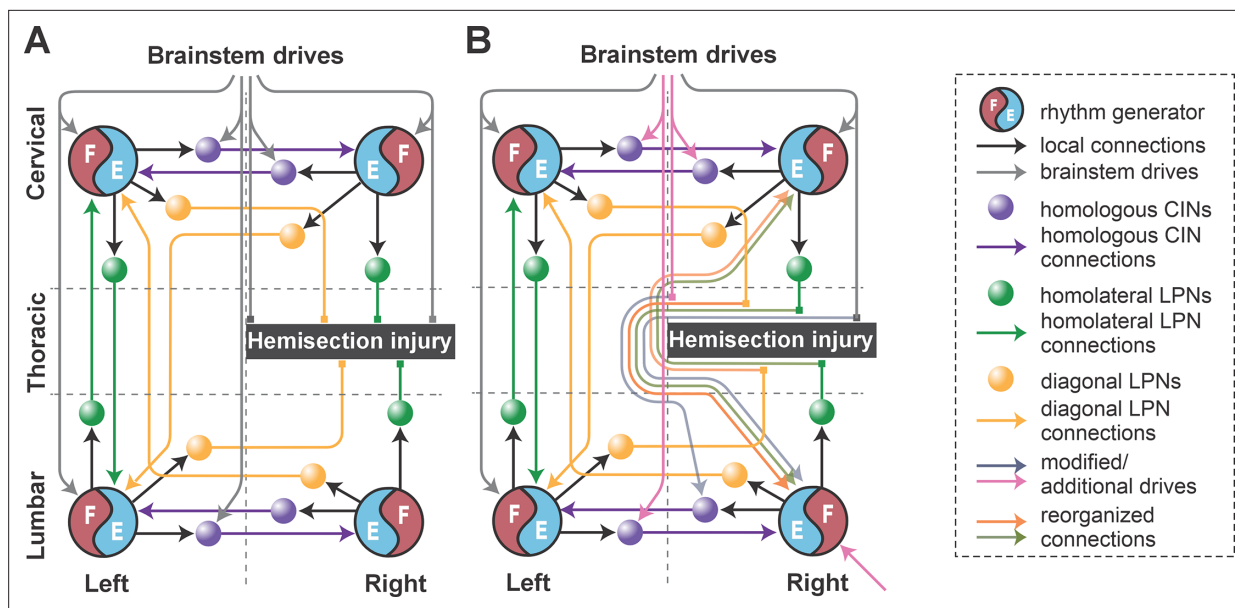 A
Brainstem drives
Cervical
F
E
E
F
Thoracic
Hemisection injury
Lumbar
F
E
E
F
Left
Right
B
Brainstem drives
F
E
E
F
Hemisection injury
F
E
E
F
Left
Right
F
E
rhythm generator
local connections
brainstem drives
homologous CINs
homologous CIN
connections
homolateral LPNs
homolateral LPN
connections
diagonal LPNs
diagonal LPN
connections
modified/
additional drives
reorganized
connections